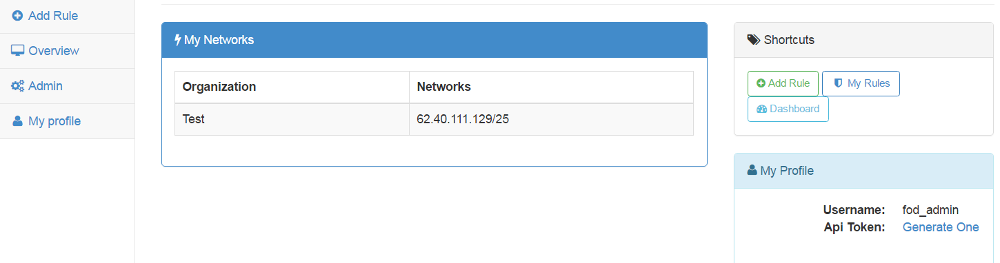 Add Rule
Overview
Admin
My profile
My Networks
Organization Networks
Test 62.40.111.129/25
Shortcuts
Add Rule My Rules
Dashboard
My Profile
Username: fod_admin
Api Token: Generate One